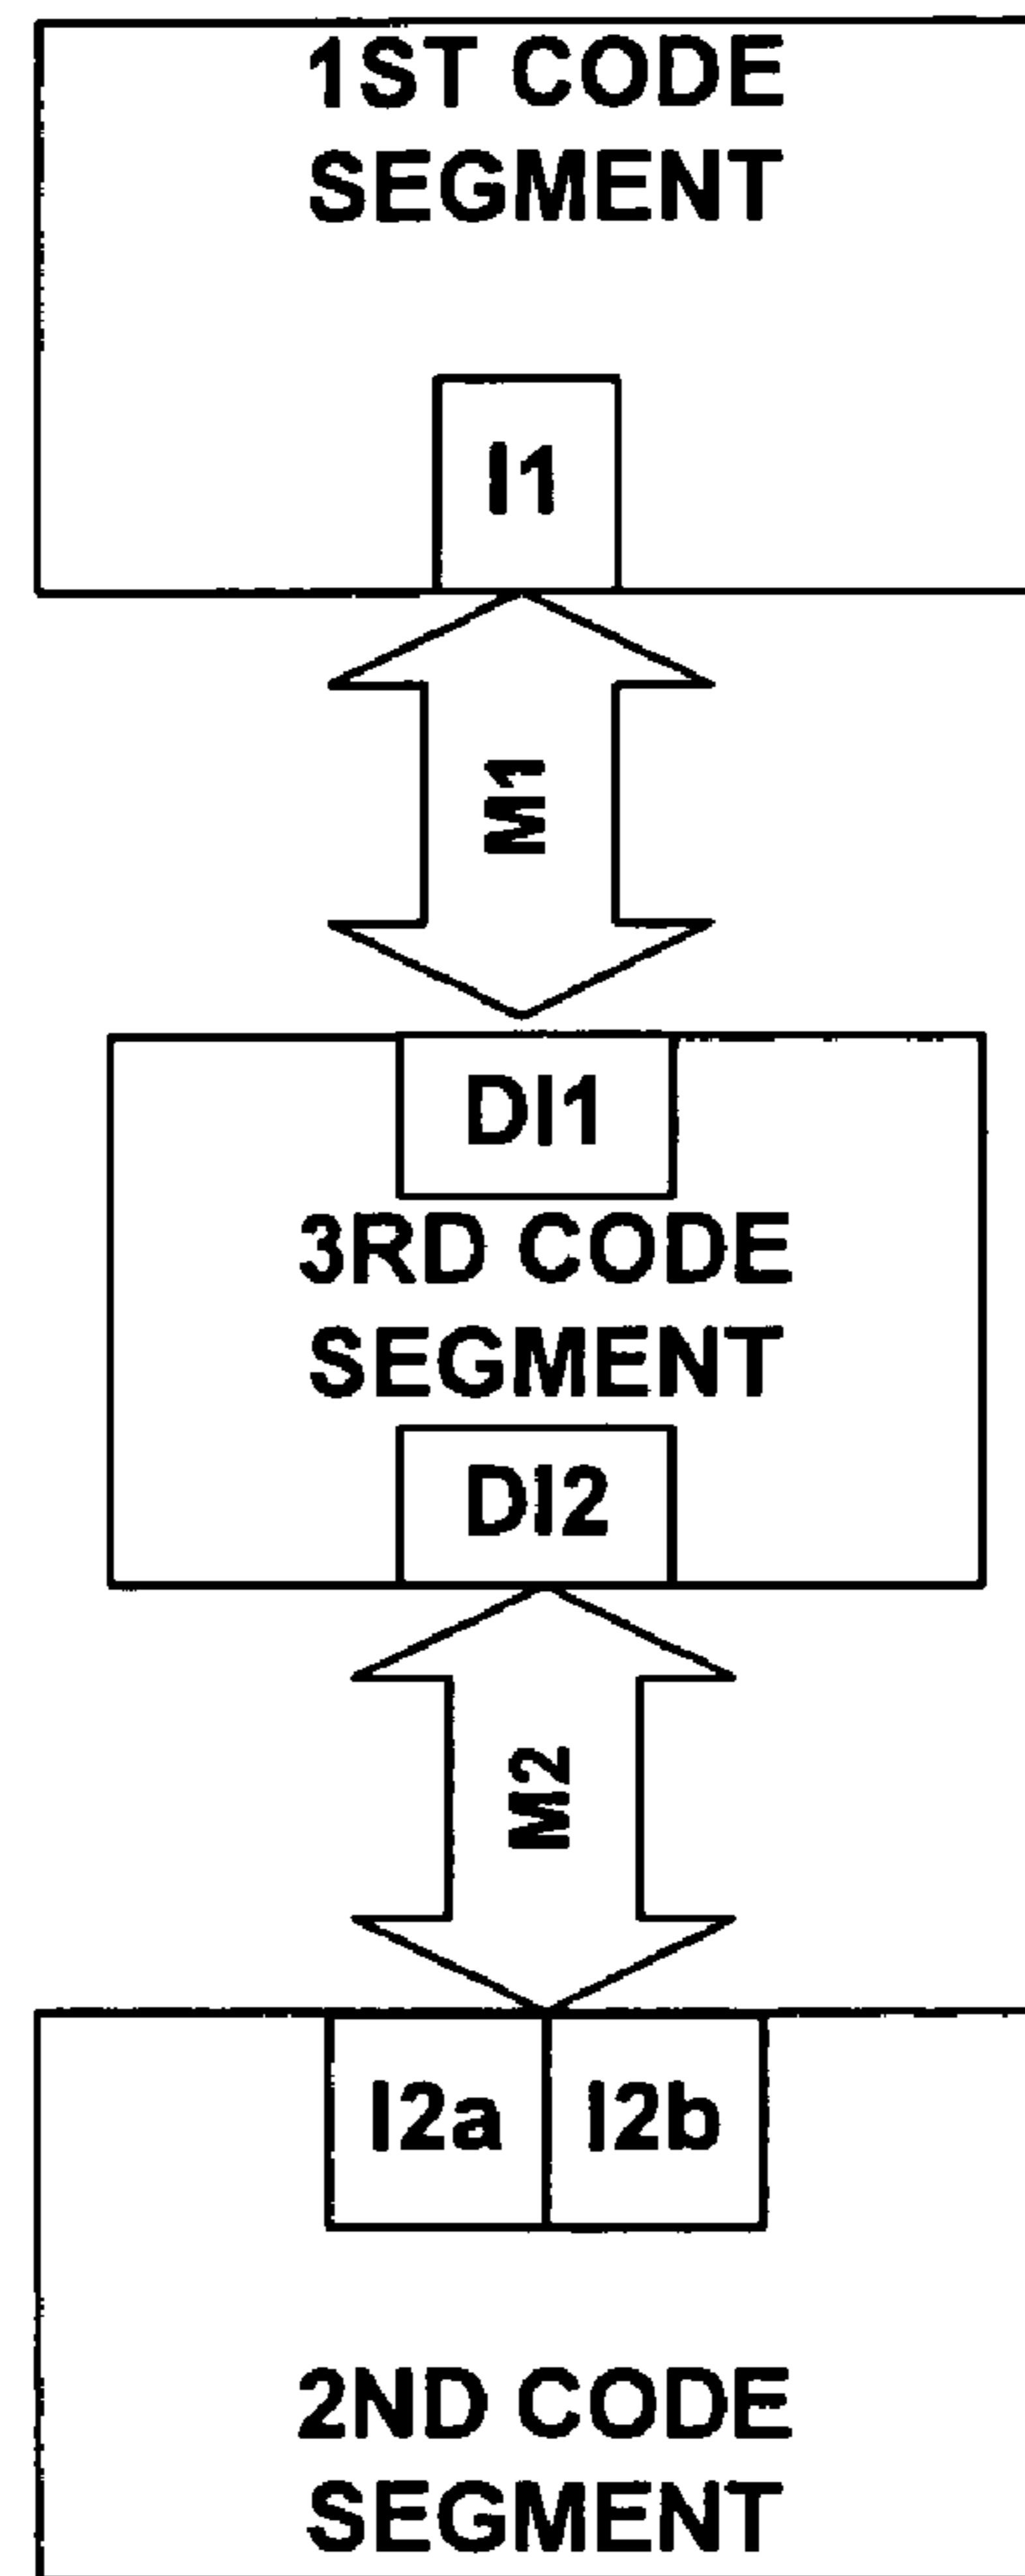 1ST CODE
SEGMENT
I1
M1
DI1
3RD CODE
SEGMENT
DI2
M2
I2a I2b
2ND CODE
SEGMENT